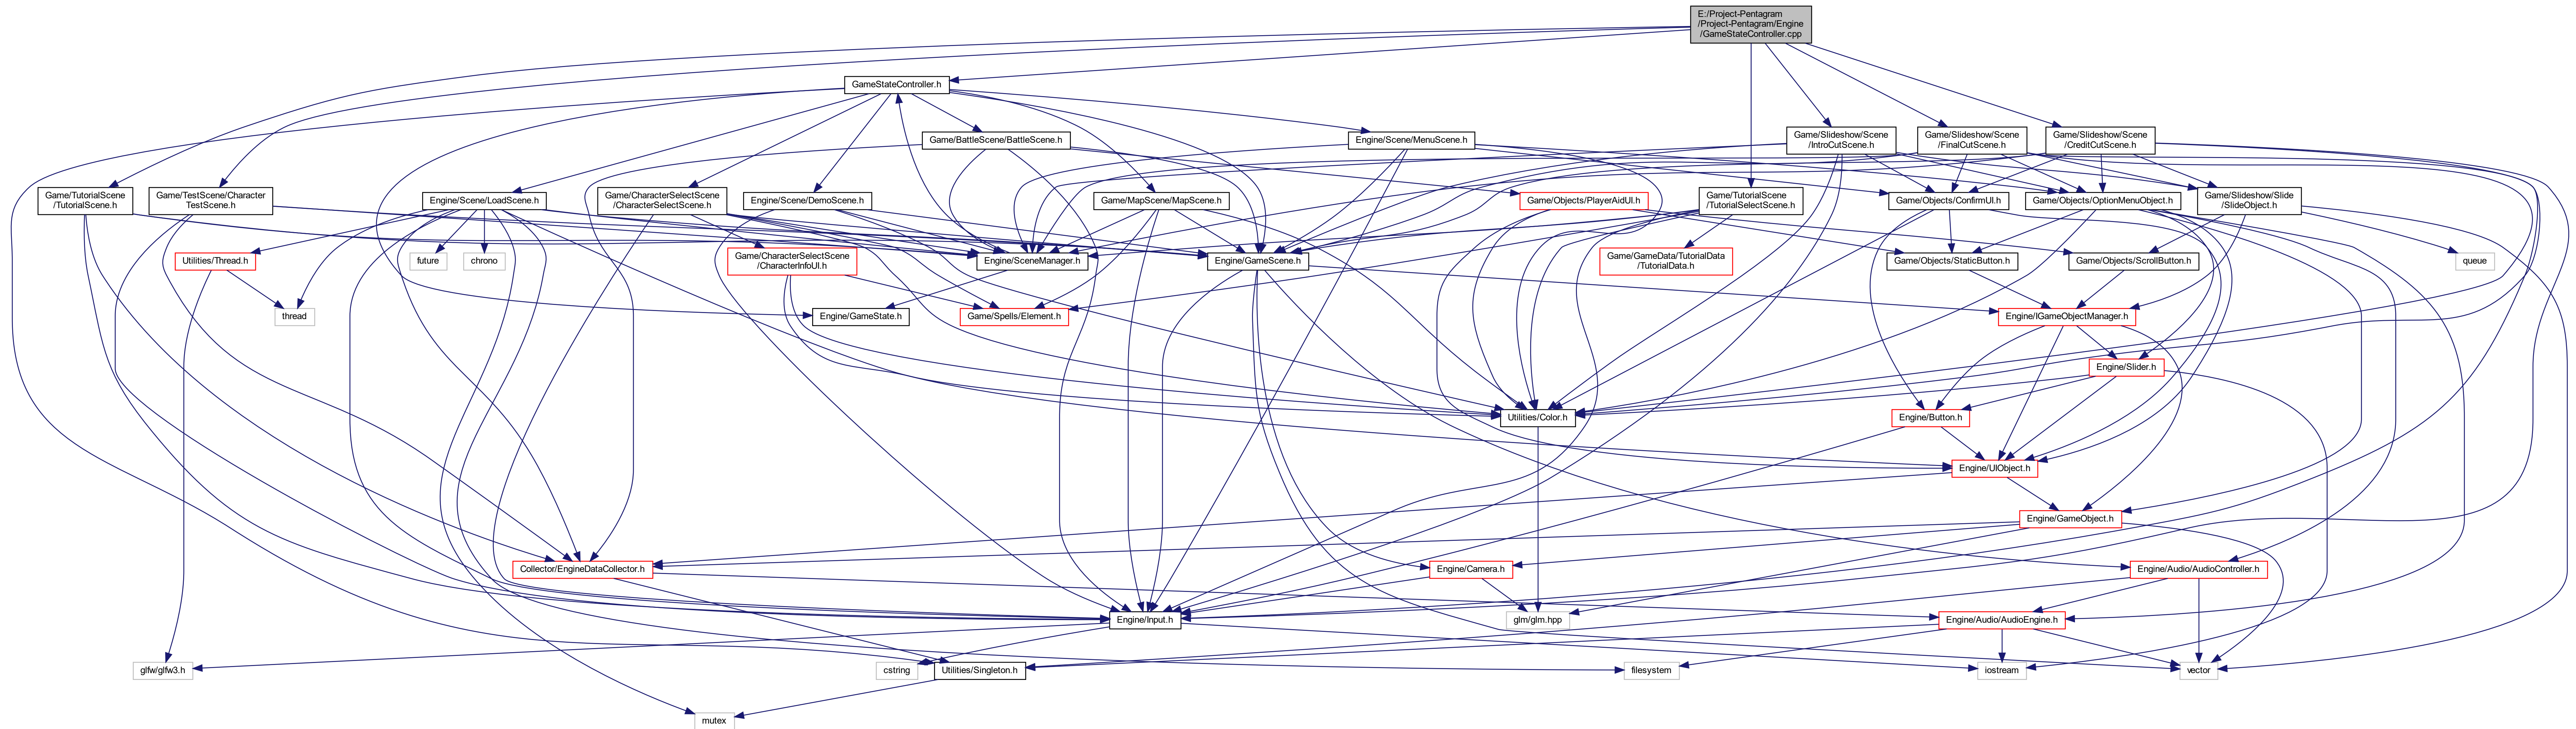 E:/Project-Pentagram
/Project-Pentagram/Engine
/GameStateController.cpp
GameStateController.h
Game/BattleScene/BattleScene.h
Engine/Scene/MenuScene.h
Game/Slideshow/Scene
/IntroCutScene.h
Game/Slideshow/Scene
/FinalCutScene.h
Game/Slideshow/Scene
/CreditCutScene.h
Game/TutorialScene
/TutorialScene.h
Game/TestScene/Character
TestScene.h
Engine/Scene/LoadScene.h
Game/CharacterSelectScene
/CharacterSelectScene.h
Engine/Scene/DemoScene.h
Game/MapScene/MapScene.h
Game/Objects/PlayerAidUI.h
Game/TutorialScene
/TutorialSelectScene.h
Game/Objects/ConfirmUI.h
Game/Objects/OptionMenuObject.h
Game/Slideshow/Slide
/SlideObject.h
Utilities/Thread.h
future
chrono
Game/CharacterSelectScene
/CharacterInfoUI.h
Engine/SceneManager.h
Engine/GameScene.h
Game/GameData/TutorialData
/TutorialData.h
Game/Objects/StaticButton.h
Game/Objects/ScrollButton.h
queue
thread
Engine/GameState.h
Game/Spells/Element.h
Engine/IGameObjectManager.h
Engine/Slider.h
Utilities/Color.h
Engine/Button.h
Engine/UIObject.h
Engine/GameObject.h
Collector/EngineDataCollector.h
Engine/Camera.h
Engine/Audio/AudioController.h
Engine/Input.h
glm/glm.hpp
Engine/Audio/AudioEngine.h
glfw/glfw3.h
cstring
Utilities/Singleton.h
filesystem
iostream
vector
mutex